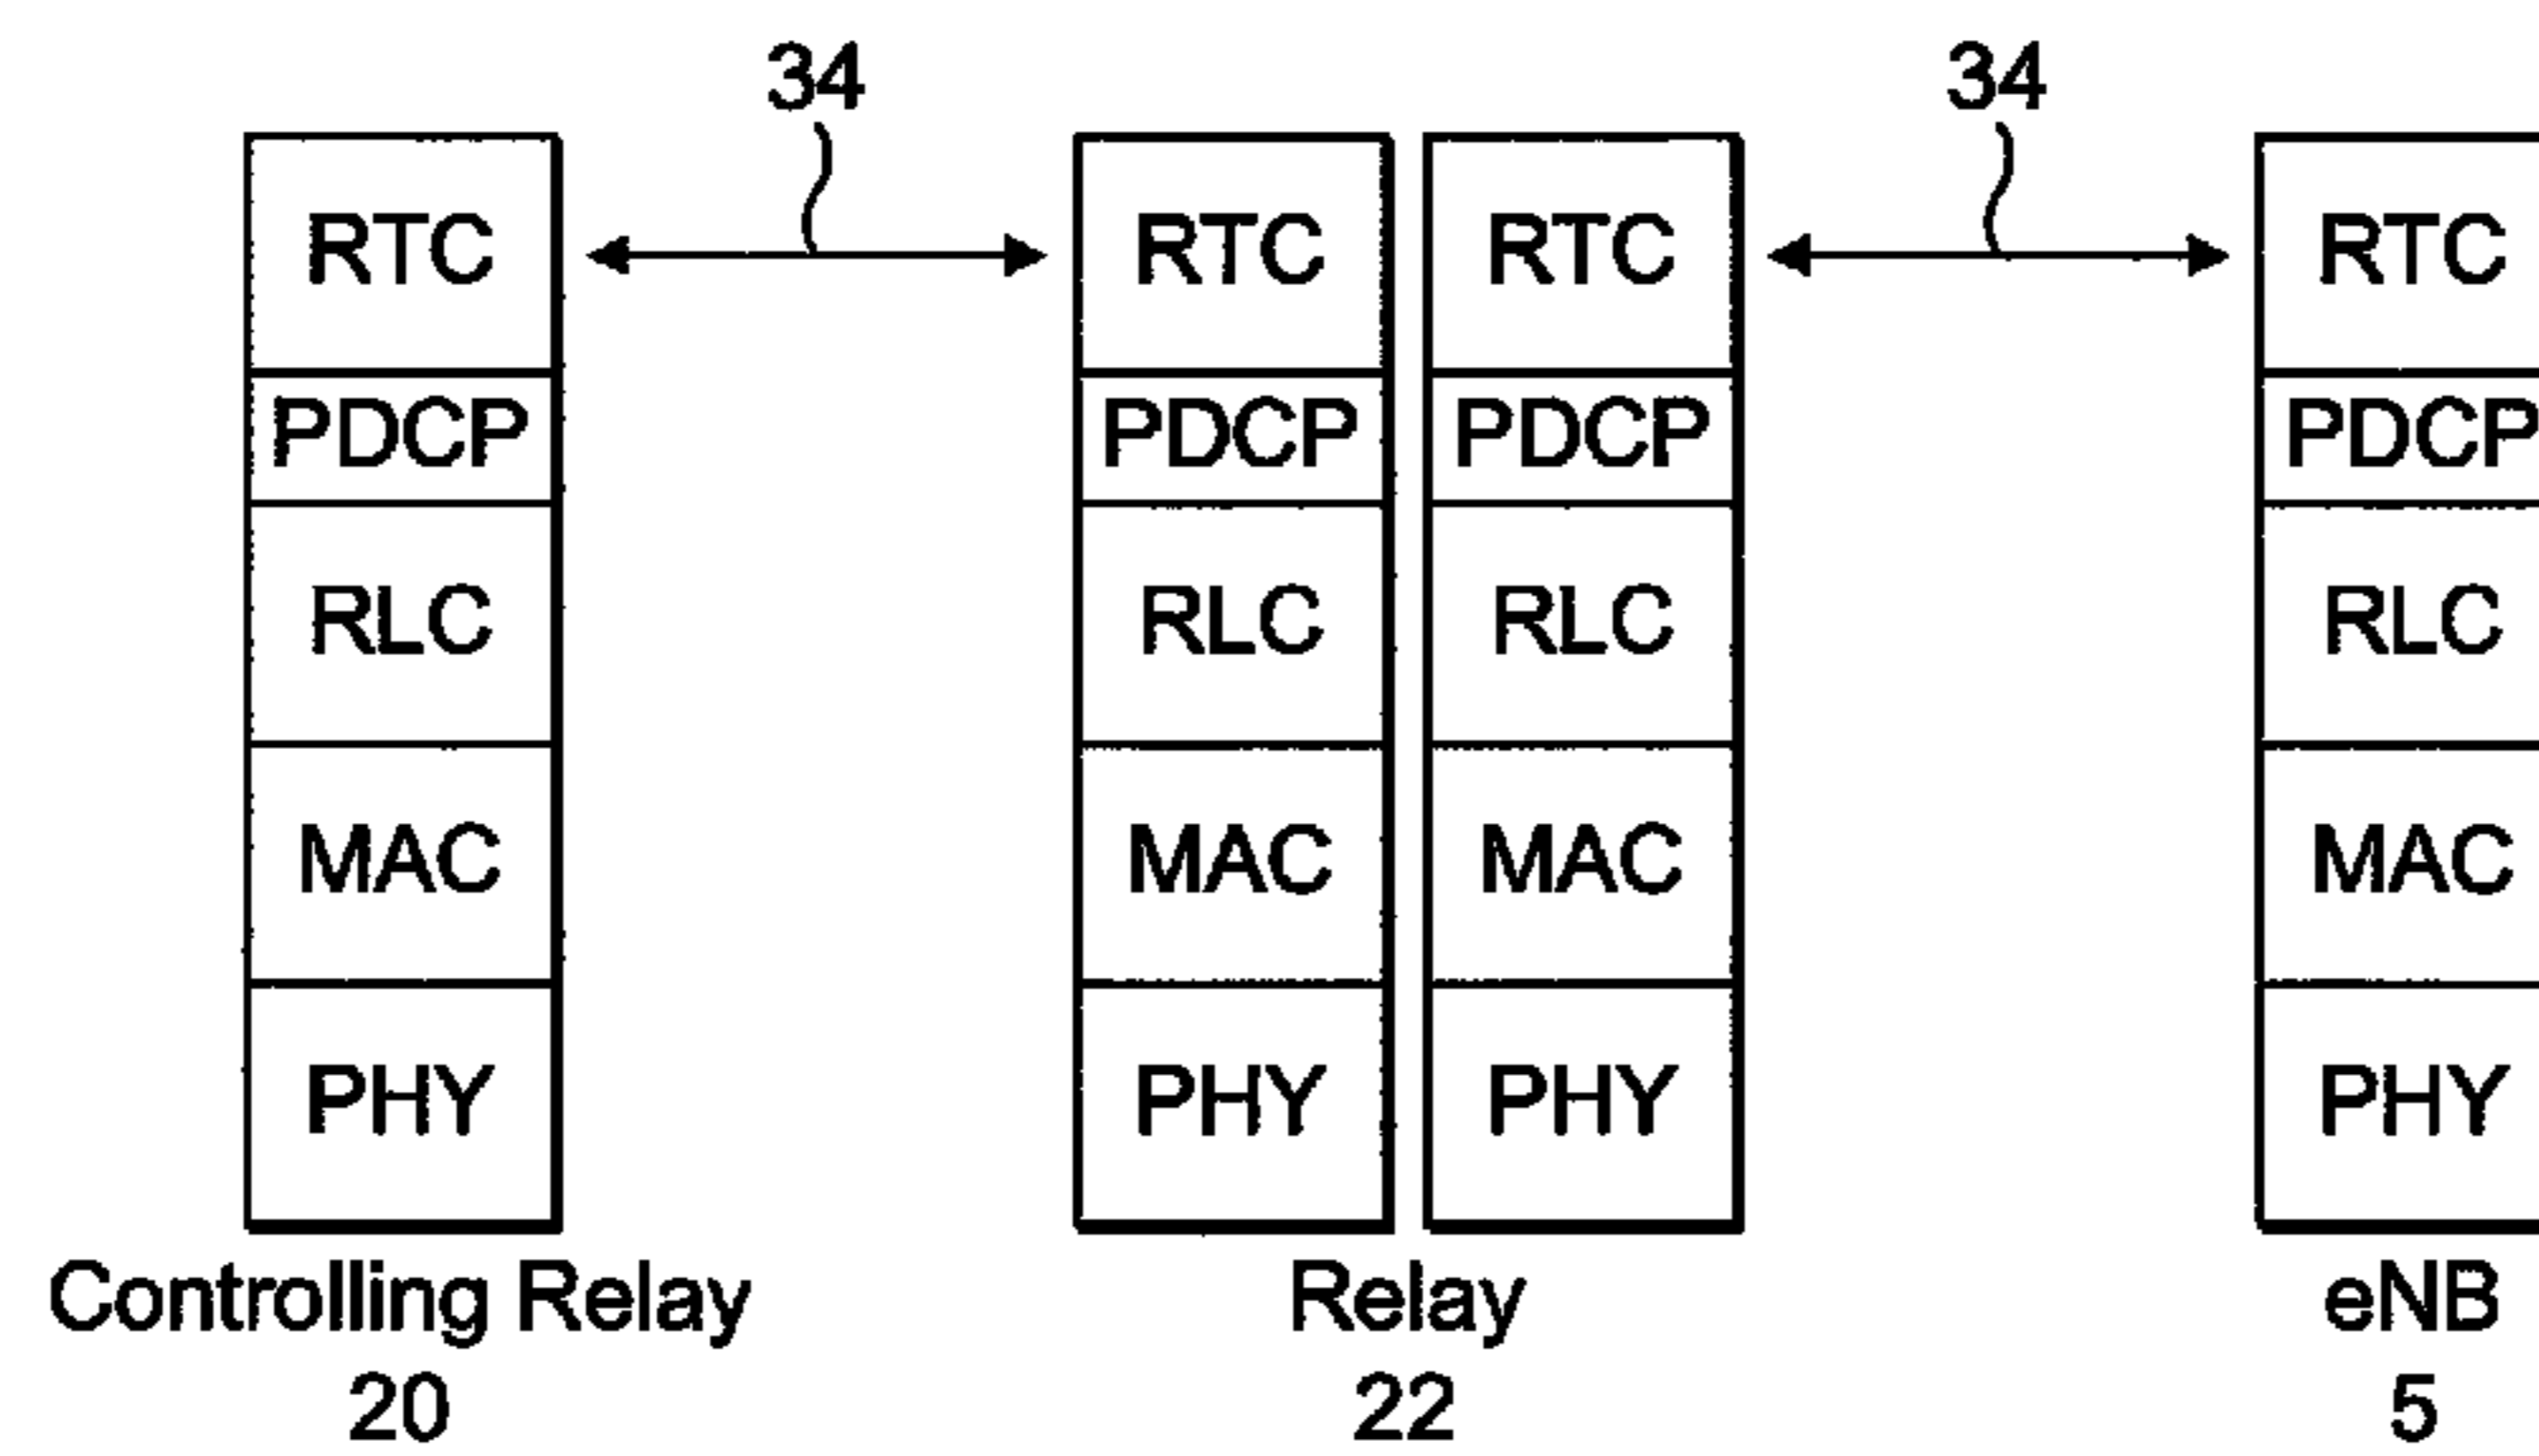 34 34
RTC RTC RTC RTC
PDCP PDCP PDCP PDCP
RLC RLC RLC RLC
MAC MAC MAC MAC
PHY PHY PHY PHY
Controlling Relay Relay eNB
20 22 5